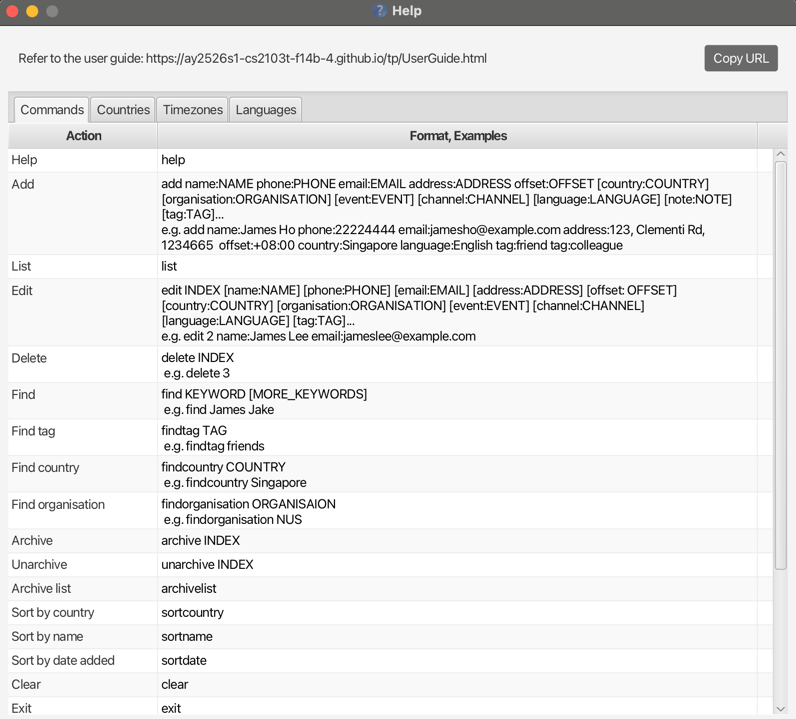 Help
Refer to the user guide: https://ay2526s1-cs2103t-f14b-4.github.io/tp/UserGuide.html
Copy URL
Commands Countries Timezones Languages
Action Format, Examples
Help help
Add add name:NAME phone:PHONE email:EMAIL address:ADDRESS offset:OFFSET [country:COUNTRY]
[organisation:ORGANISATION] [event:EVENT] [channel:CHANNEL] [language:LANGUAGE] [note:NOTE]
[tag:TAG]...
e.g. add name:James Ho phone:22224444 email:jamesho@example.com address:123, Clementi Rd,
1234665 offset:+08:00 country:Singapore language:English tag:friend tag:colleague
List list
Edit edit INDEX [name:NAME] [phone:PHONE] [email:EMAIL] [address:ADDRESS] [offset: OFFSET]
[country:COUNTRY] [organisation:ORGANISATION] [event:EVENT] [channel:CHANNEL]
[language:LANGUAGE] [tag:TAG]...
e.g. edit 2 name:James Lee email:jameslee@example.com
Delete delete INDEX
e.g. delete 3
Find find KEYWORD [MORE_KEYWORDS]
e.g. find James Jake
Find tag findtag TAG
e.g. findtag friends
Find country findcountry COUNTRY
e.g. findcountry Singapore
Find organisation findorganisation ORGANISAION
e.g. findorganisation NUS
Archive archive INDEX
Unarchive unarchive INDEX
Archive list archivelist
Sort by country sortcountry
Sort by name sortname
Sort by date added sortdate
Clear clear
Exit exit